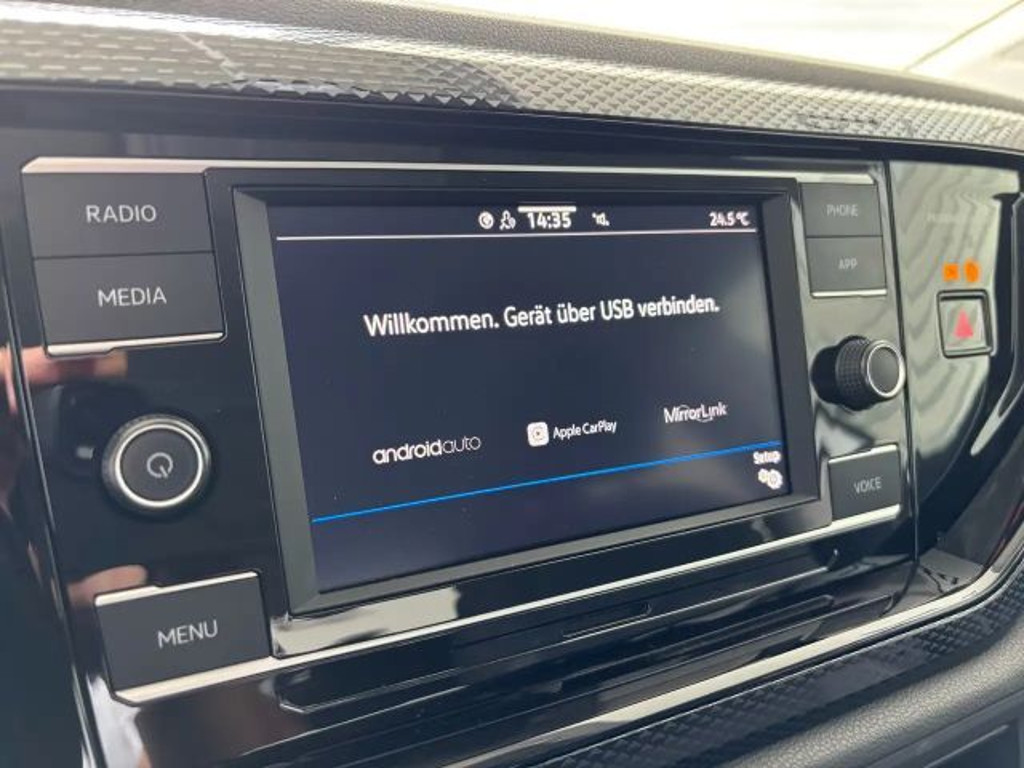 RADIO
MEDIA
MENU
14:35
24.5 °C
Willkommen. Gerät über USB verbinden.
androidauto
Apple CarPlay
MirrorLink
Setup
PHONE
APP
VOICE